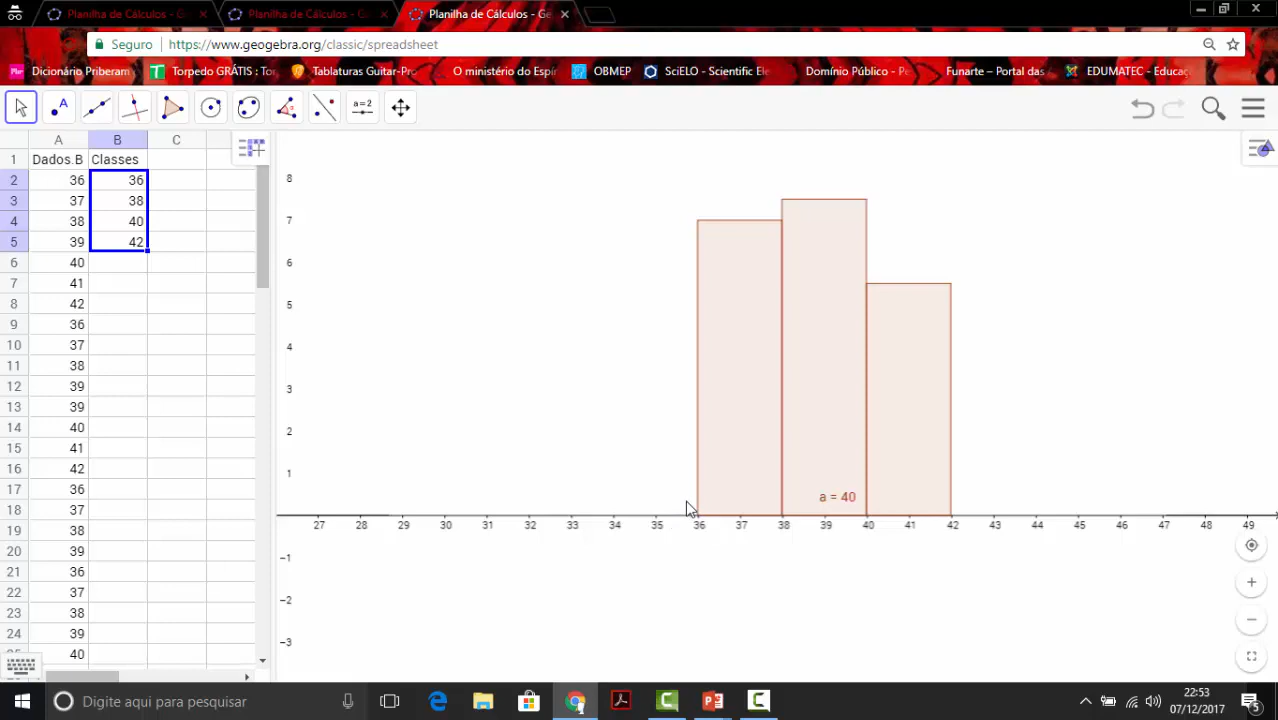 Planilha de Cálculos - Ge
Planilha de Cálculos - Ge
Planilha de Cálculos - Ge
Seguro
https://www.geogebra.org/classic/spreadsheet
Dicionário Priberam
Torpedo GRÁTIS : Tor
Tablaturas Guitar-Pro
O ministério do Espír
OBMEP
SciELO - Scientific Ele
Domínio Público - Pe
Funarte – Portal das
EDUMATEC - Educaç
a=2
A B C
1 Dados.B Classes
2 36 36
3 37 38
4 38 40
5 39 42
6 40
7 41
8 42
9 36
10 37
11 38
12 39
13 39
14 40
15 41
16 42
17 36
18 37
19 38
20 39
21 36
22 37
23 38
24 39
40
8
7
6
5
4
3
2
1
a = 40
27 28 29 30 31 32 33 34 35 36 37 38 39 40 41 42 43 44 45 46 47 48 49
–1
–2
–3
Digite aqui para pesquisar
22:53
07/12/2017
5